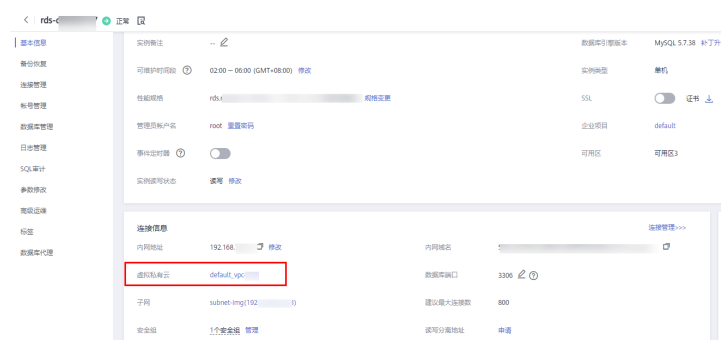 rds- 正常
基本信息
备份恢复
连接管理
帐号管理
数据库管理
日志管理
SQL审计
参数修改
高级运维
标签
数据库代理
实例备注 -- 数据库引擎版本 MySQL 5.7.38 补丁升
可维护时间段 02:00 – 06:00 (GMT+08:00) 修改 实例类型 单机
性能规格 rds. 规格变更 SSL 证书
管理员账户名 root 重置密码 企业项目 default
事件定时器 可用区 可用区3
实例读写状态 读写 修改
连接信息 连接管理>>>
内网地址 192.168. 修改 内网域名
虚拟私有云 default_vpc 数据库端口 3306
子网 subnet-img(192 建议最大连接数 800
安全组 1个安全组 管理 读写分离地址 申请